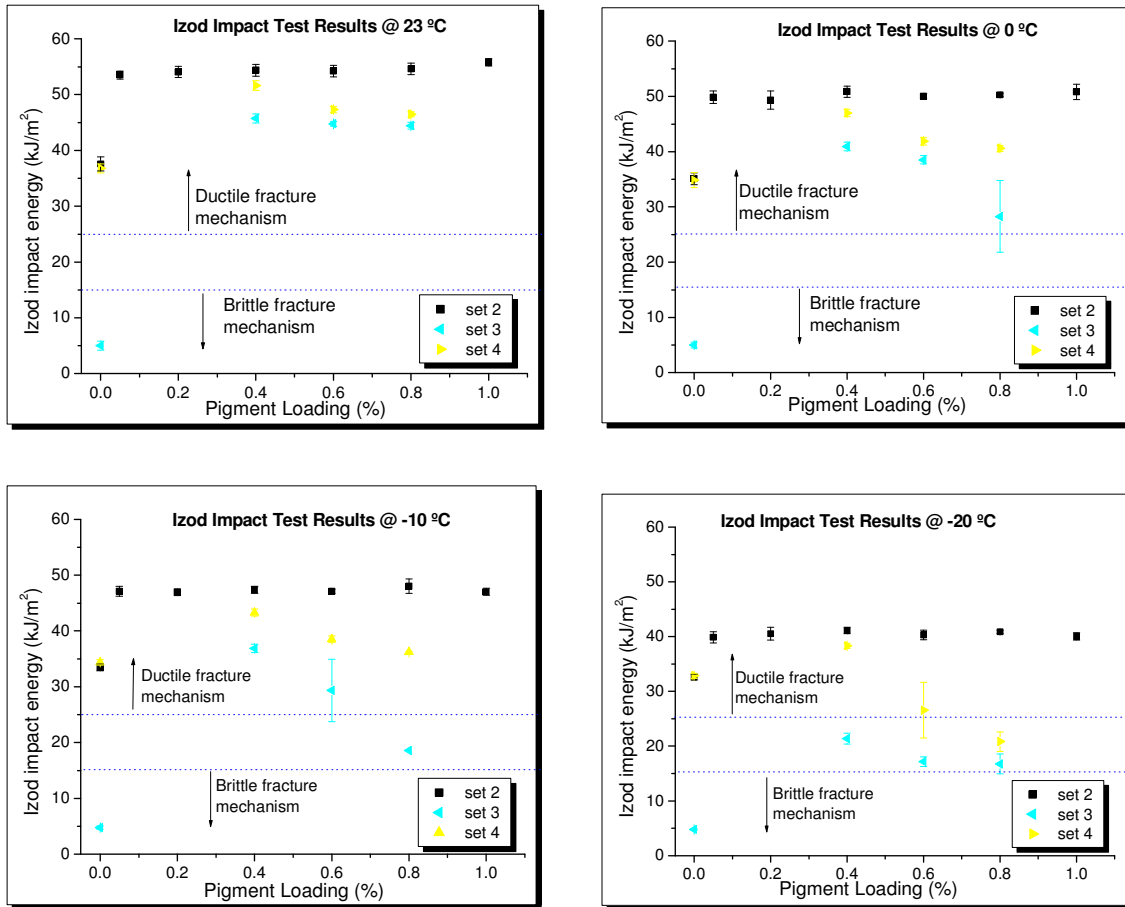 Izod Impact Test Results @ 23 ºC
60
50
40
30
20
10
0
Izod impact energy (kJ/m²)
Ductile fracture
mechanism
Brittle fracture
mechanism
set 2
set 3
set 4
0.0 0.2 0.4 0.6 0.8 1.0
Pigment Loading (%)
Izod Impact Test Results @ 0 ºC
60
50
40
30
20
10
0
Izod impact energy (kJ/m²)
Ductile fracture
mechanism
Brittle fracture
mechanism
set 2
set 3
set 4
0.0 0.2 0.4 0.6 0.8 1.0
Pigment Loading (%)
Izod Impact Test Results @ -10 ºC
60
50
40
30
20
10
0
Izod impact energy (kJ/m²)
Ductile fracture
mechanism
Brittle fracture
mechanism
set 2
set 3
set 4
0.0 0.2 0.4 0.6 0.8 1.0
Pigment Loading (%)
Izod Impact Test Results @ -20 ºC
60
50
40
30
20
10
0
Izod impact energy (kJ/m²)
Ductile fracture
mechanism
Brittle fracture
mechanism
set 2
set 3
set 4
0.0 0.2 0.4 0.6 0.8 1.0
Pigment Loading (%)